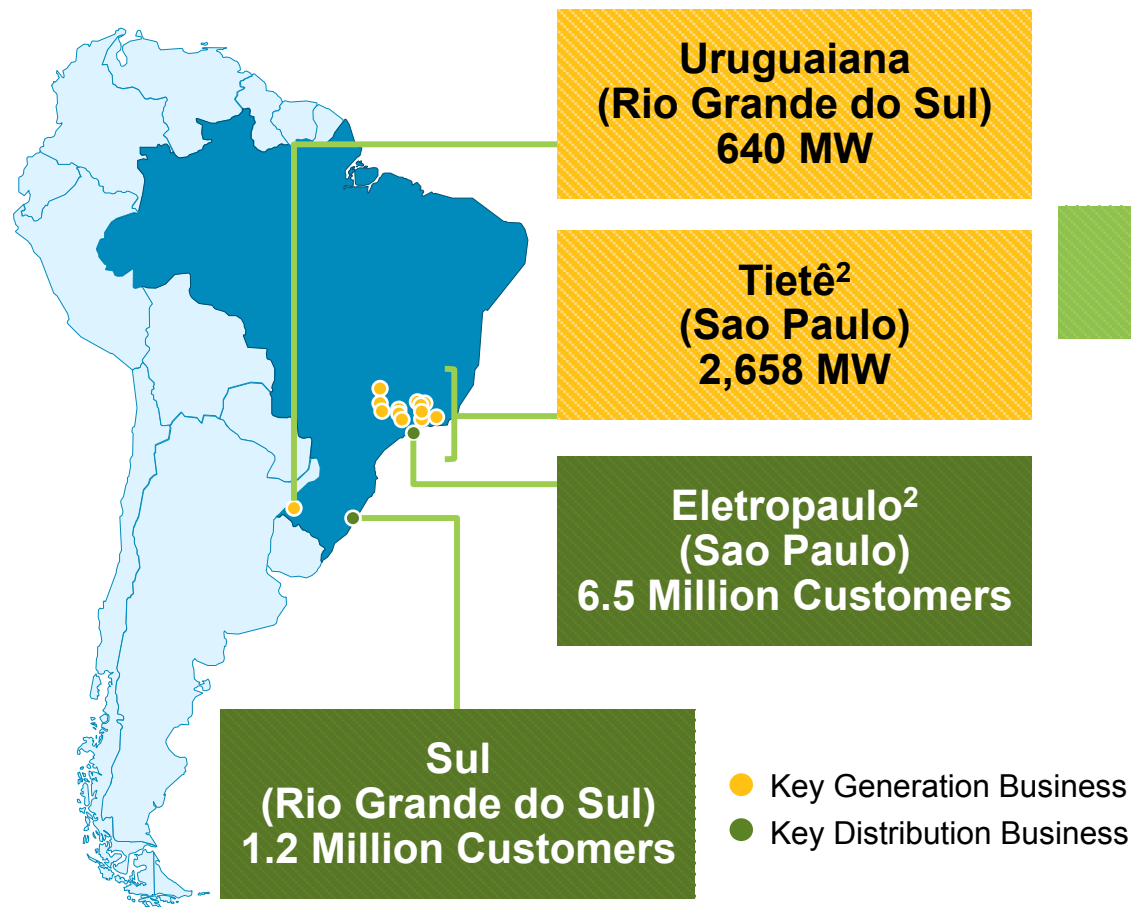 Uruguaiana
(Rio Grande do Sul)
640 MW
Tietê²
(Sao Paulo)
2,658 MW
Eletropaulo²
(Sao Paulo)
6.5 Million Customers
Sul
(Rio Grande do Sul)
1.2 Million Customers
Key Generation Business
Key Distribution Business